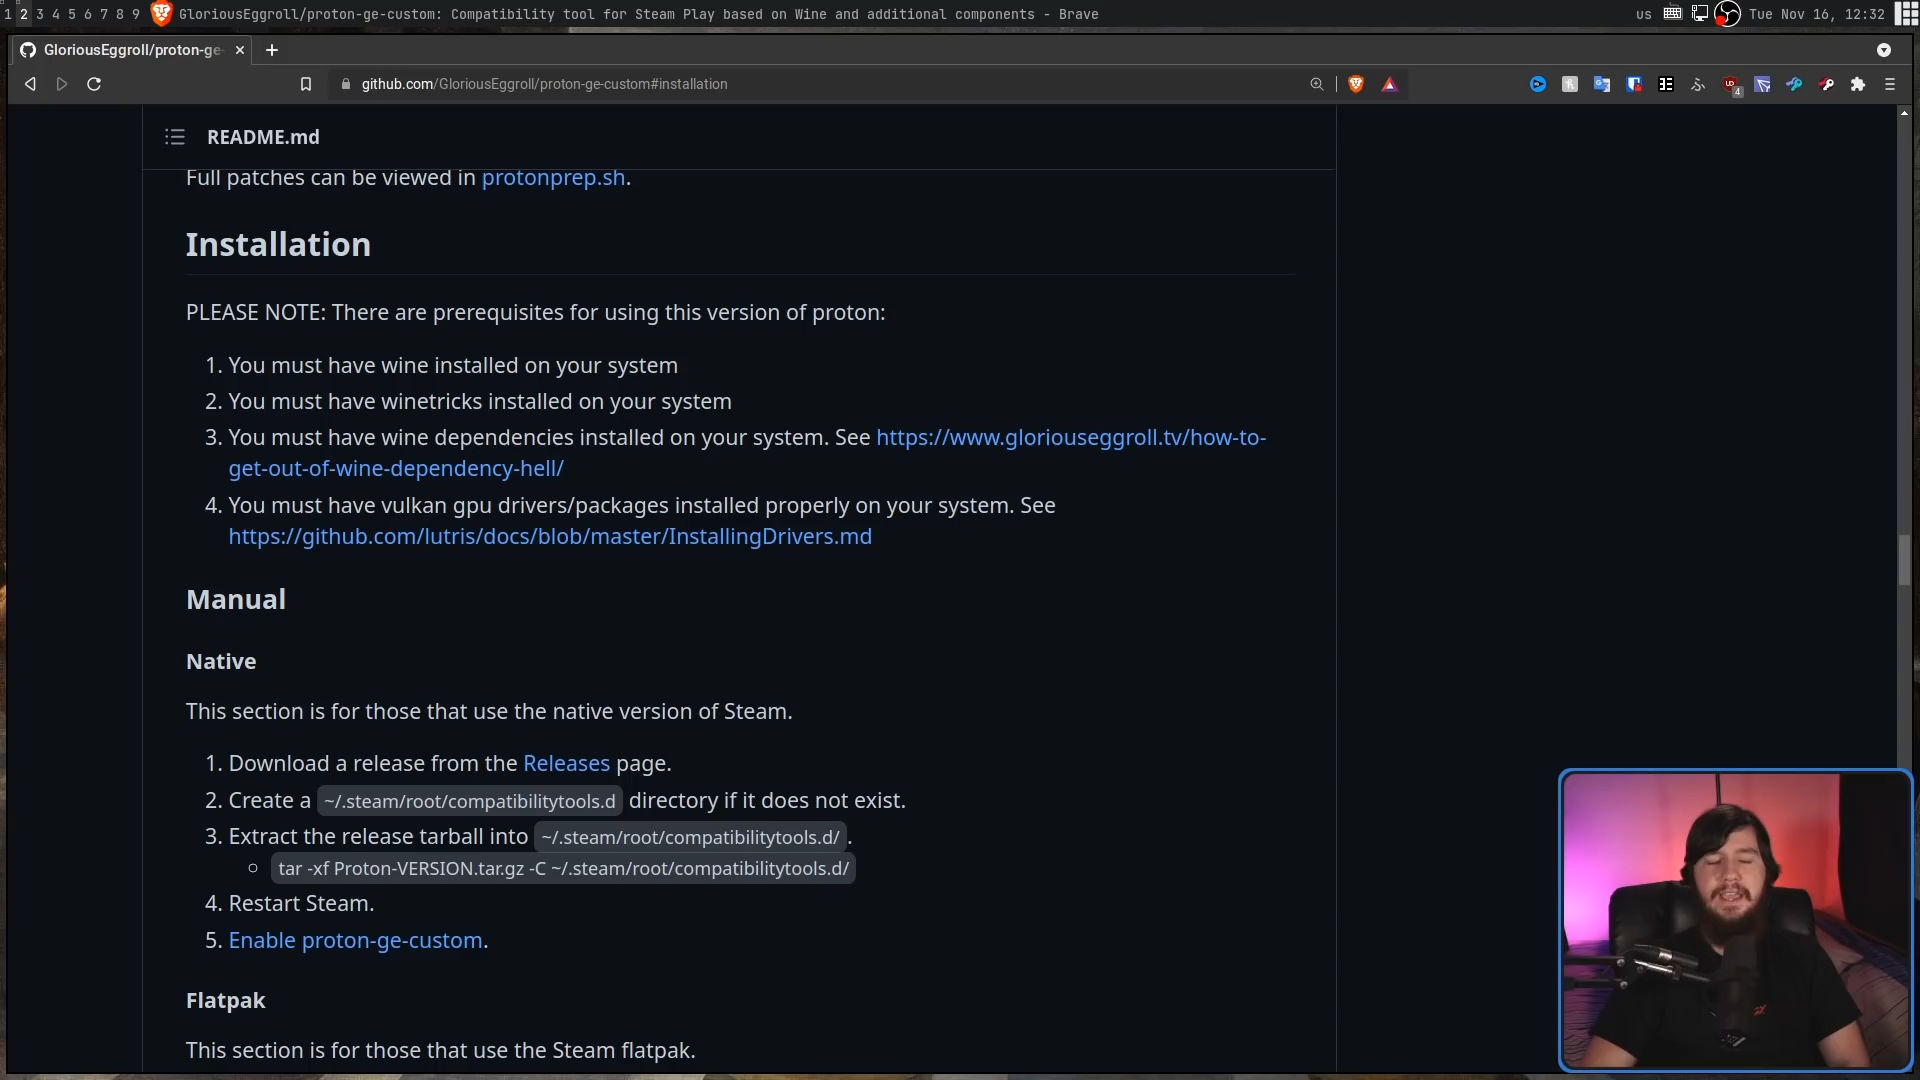 1 2 3 4 5 6 7 8 9 GloriousEggroll/proton-ge-custom: Compatibility tool for Steam Play based on Wine and additional components - Brave us Tue Nov 16, 12:32
GloriousEggroll/proton-ge-
github.com/GloriousEggroll/proton-ge-custom#installation
4
README.md
Full patches can be viewed in protonprep.sh.
Installation
PLEASE NOTE: There are prerequisites for using this version of proton:
1. You must have wine installed on your system
2. You must have winetricks installed on your system
3. You must have wine dependencies installed on your system. See https://www.gloriouseggroll.tv/how-to-
get-out-of-wine-dependency-hell/
4. You must have vulkan gpu drivers/packages installed properly on your system. See
https://github.com/lutris/docs/blob/master/InstallingDrivers.md
Manual
Native
This section is for those that use the native version of Steam.
1. Download a release from the Releases page.
2. Create a ~/.steam/root/compatibilitytools.d directory if it does not exist.
3. Extract the release tarball into ~/.steam/root/compatibilitytools.d/ .
tar -xf Proton-VERSION.tar.gz -C ~/.steam/root/compatibilitytools.d/
4. Restart Steam.
5. Enable proton-ge-custom.
Flatpak
This section is for those that use the Steam flatpak.